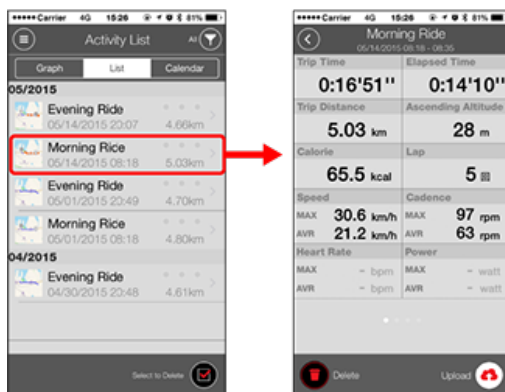 Carrier 4G 15:26 81%
Activity List All
Graph List Calendar
05/2015
Evening Ride
05/14/2015 20:07 4.66km
Morning Rice
05/14/2015 08:18 5.03km
Evening Ride
05/01/2015 20:49 4.70km
Morning Rice
05/01/2015 08:18 4.80km
04/2015
Evening Ride
04/30/2015 20:48 4.61km
Select to Delete
Carrier 4G 15:26 81%
Morning Ride
05/14/2015 08:18 - 08:35
Trip Time Elapsed Time
0:16'51'' 0:14'10''
Trip Distance Ascending Altitude
5.03 km 28 m
Calorie Lap
65.5 kcal 5 回
Speed Cadence
MAX 30.6 km/h MAX 97 rpm
AVR 21.2 km/h AVR 63 rpm
Heart Rate Power
MAX - bpm MAX - watt
AVR - bpm AVR - watt
Delete Upload